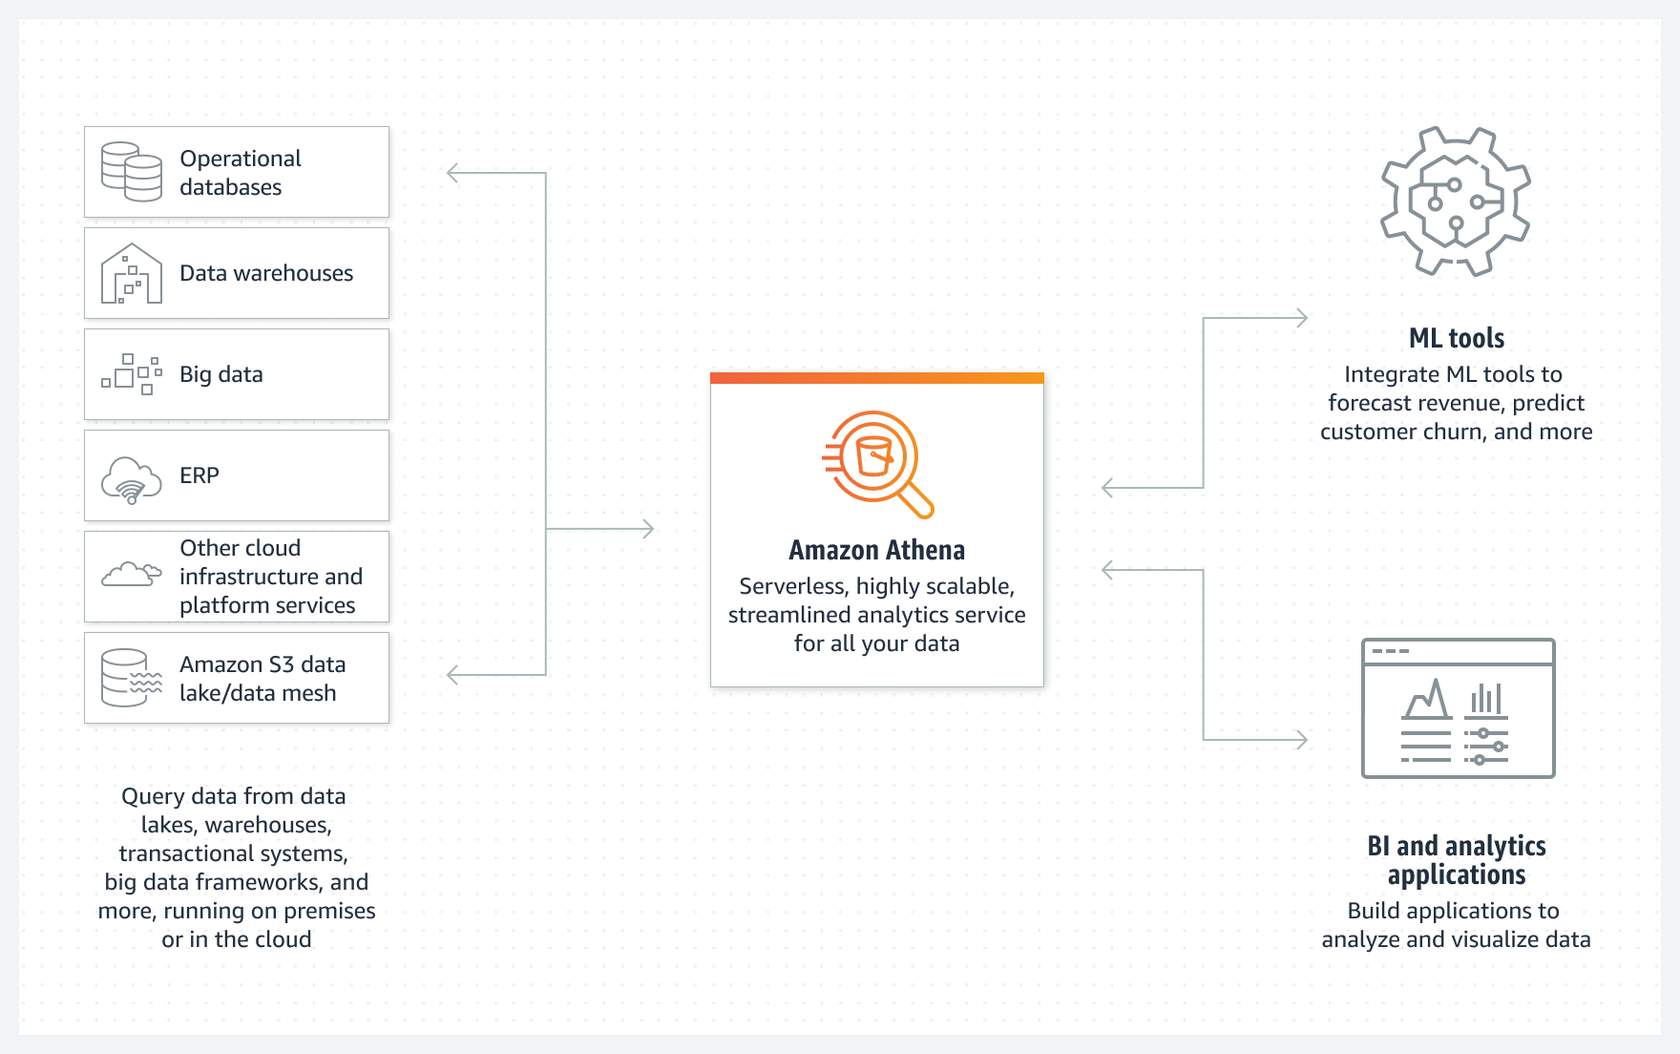 Operational
databases
Data warehouses
Big data
ERP
Other cloud
infrastructure and
platform services
Amazon S3 data
lake/data mesh
Query data from data
lakes, warehouses,
transactional systems,
big data frameworks, and
more, running on premises
or in the cloud
Amazon Athena
Serverless, highly scalable,
streamlined analytics service
for all your data
ML tools
Integrate ML tools to
forecast revenue, predict
customer churn, and more
BI and analytics
applications
Build applications to
analyze and visualize data